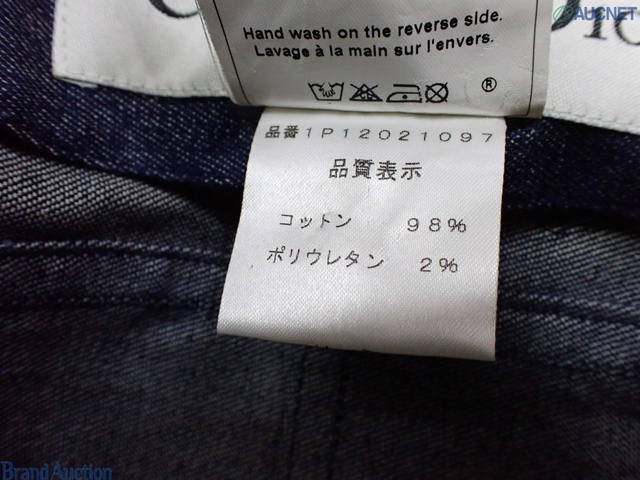 AUCNET
Hand wash on the reverse side.
Lavage à la main sur l'envers.
®
品番1P12021097
品質表示
コットン 98%
ポリウレタン 2%
Brand Auction